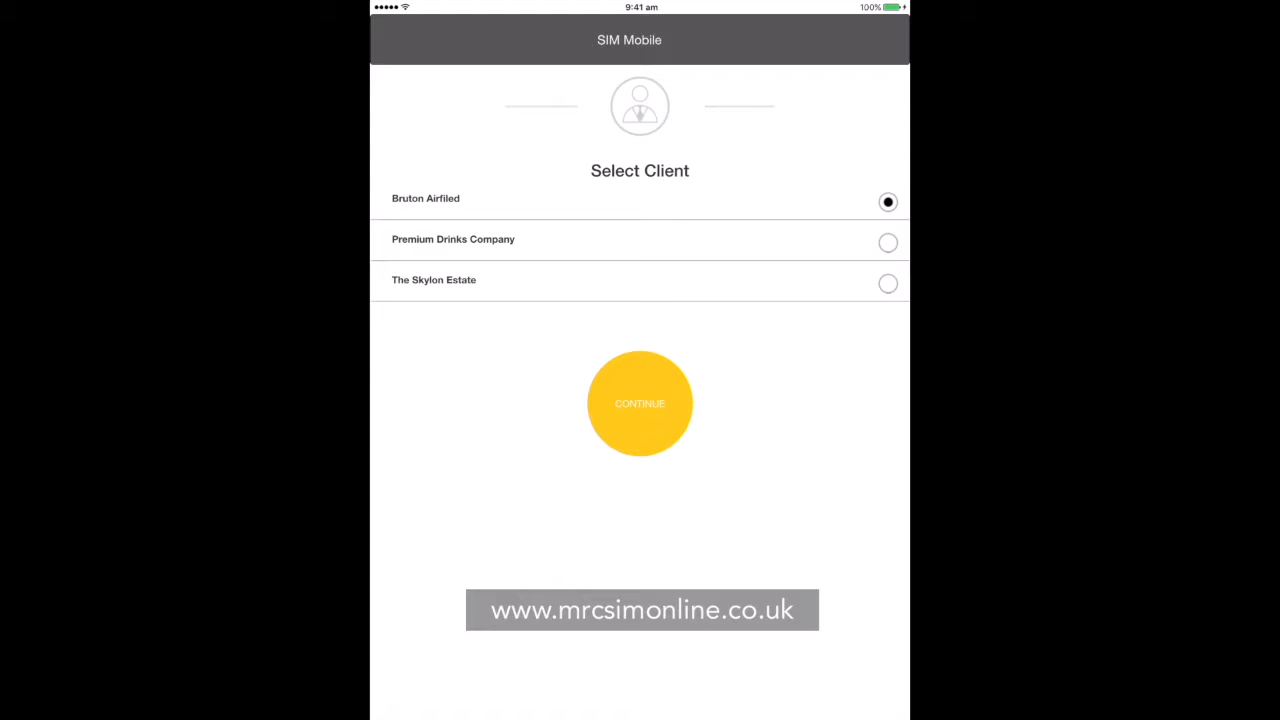 9:41 am
100%
SIM Mobile
Select Client
Bruton Airfiled
Premium Drinks Company
The Skylon Estate
CONTINUE
www.mrcsimonline.co.uk